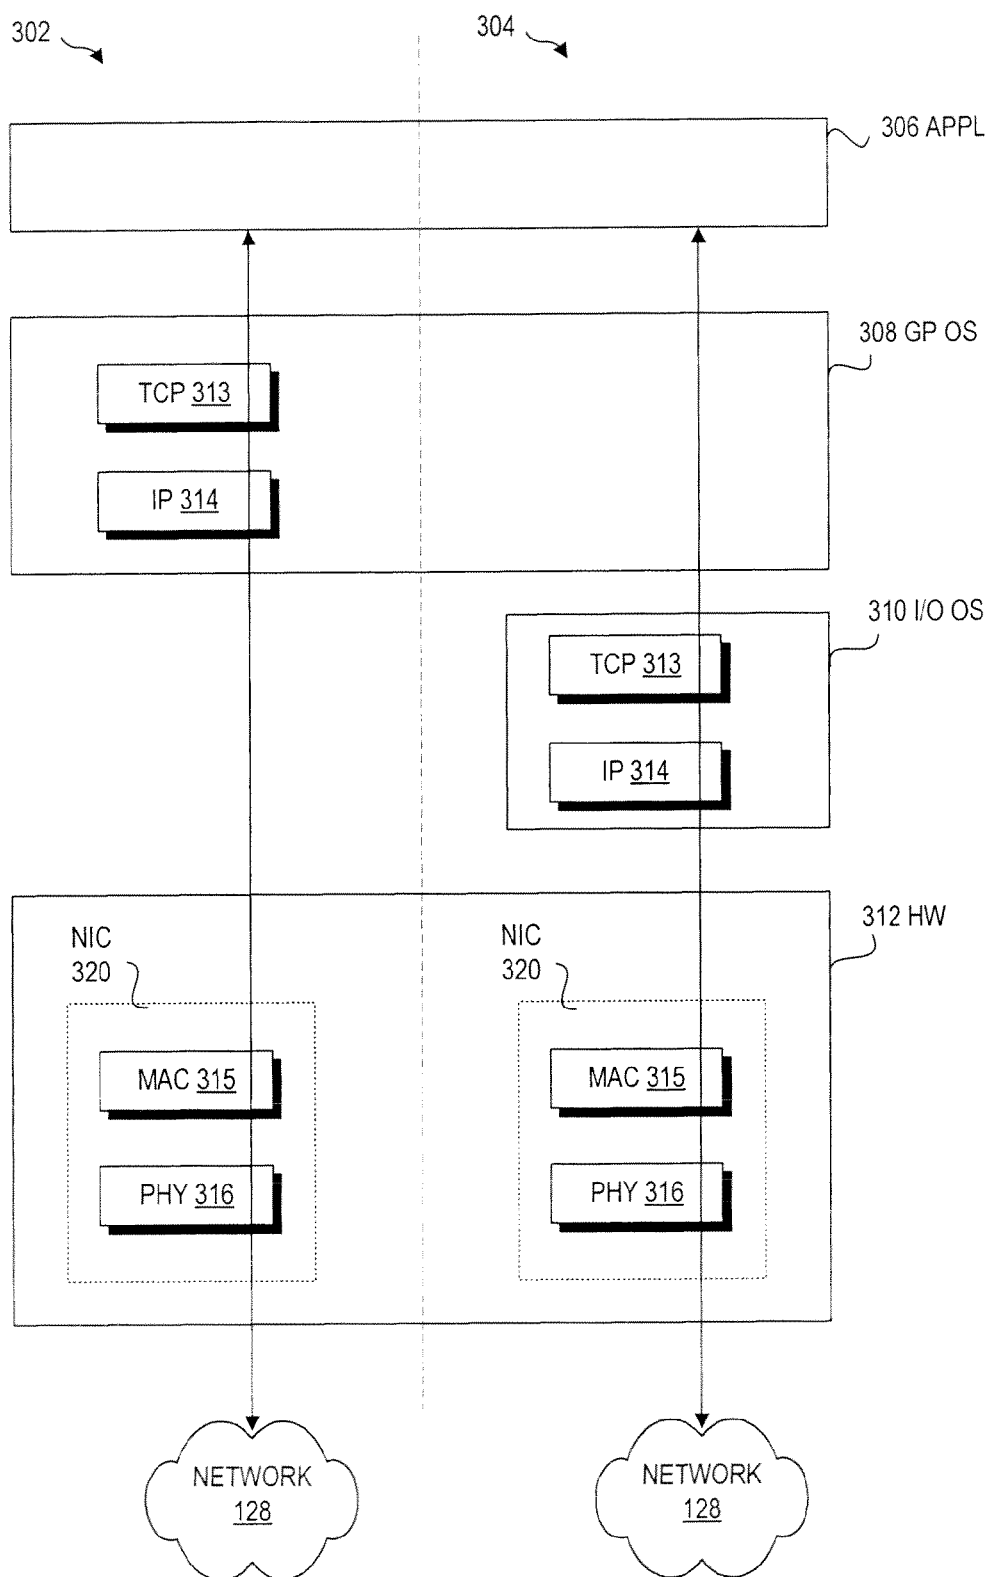 302
304
306 APPL
308 GP OS
TCP 313
IP 314
310 I/O OS
TCP 313
IP 314
312 HW
NIC
320
NIC
320
MAC 315
MAC 315
PHY 316
PHY 316
NETWORK
128
NETWORK
128